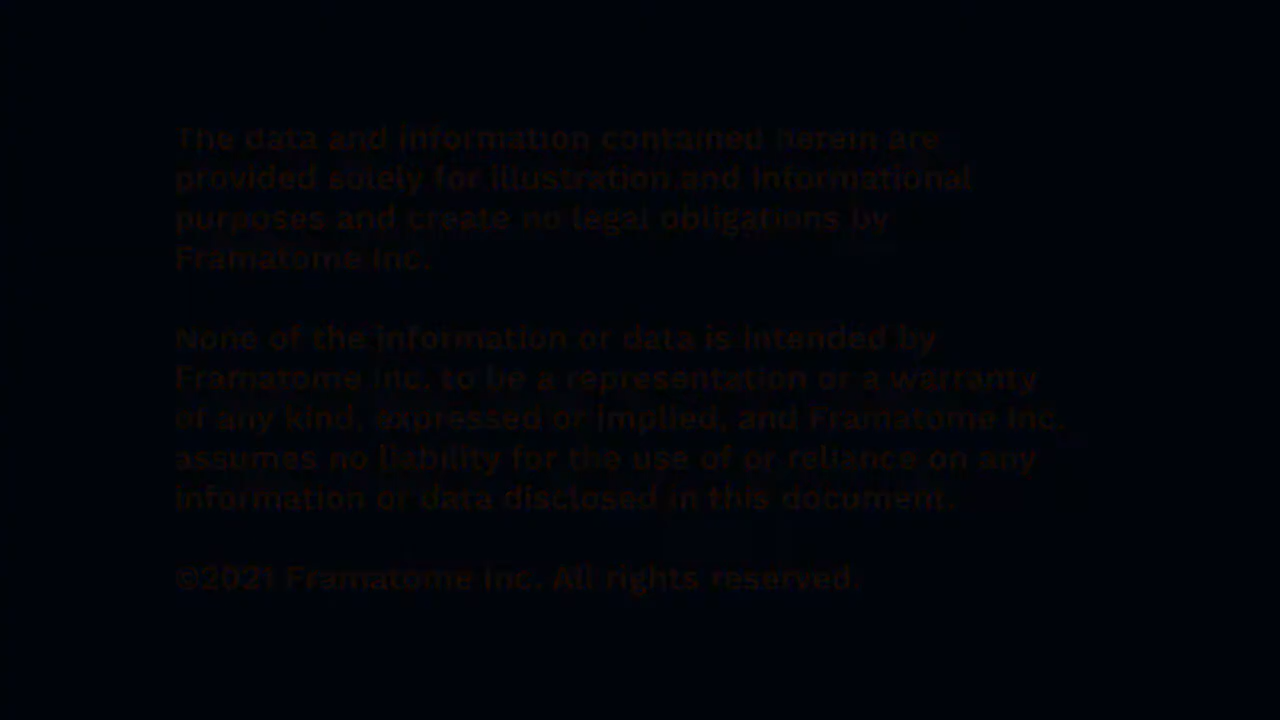 The data and information contained herein are
provided solely for illustration and informational
purposes and create no legal obligations by
Framatome Inc.
None of the information or data is intended by
Framatome Inc. to be a representation or a warranty
of any kind, expressed or implied, and Framatome Inc.
assumes no liability for the use of or reliance on any
information or data disclosed in this document.
©2021 Framatome Inc. All rights reserved.